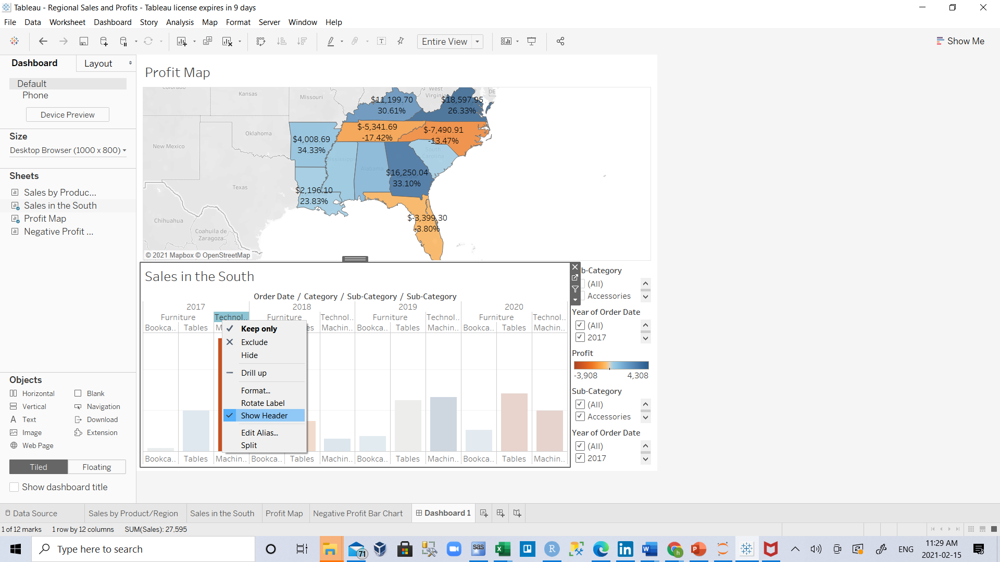 Tableau - Regional Sales and Profits - Tableau license expires in 9 days
File Data Worksheet Dashboard Story Analysis Map Format Server Window Help
Entire View
Show Me
Dashboard
Layout
Default
Phone
Device Preview
Size
Desktop Browser (1000 x 800)
Sheets
Sales by Produc...
Sales in the South
Profit Map
Negative Profit ...
Objects
Horizontal
Blank
Vertical
Navigation
Text
Download
Image
Extension
Web Page
Tiled
Floating
Show dashboard title
Profit Map
Kansas
Missouri
West Virginia
DE
Oklahoma
New Mexico
Texas
Chihuahua
Coahuila de Zaragoza
South Carolina
Alabama
$11,199.70
30.61%
$18,597.95
26.33%
$-5,341.69
-17.42%
$-7,490.91
-13.47%
$4,008.69
34.33%
$16,250.04
33.10%
$2,196.10
23.83%
$-3,399.30
-3.80%
© 2021 Mapbox © OpenStreetMap
Sales in the South
Order Date / Category / Sub-Category / Sub-Category
2017 2018 2019 2020
Furniture Technol.. Furniture Technol.. Furniture Technol.. Furniture Technol..
Bookca.. Tables M es Machin.. Bookca.. Tables Machin.. Bookca.. Tables Machin..
Keep only
Exclude
Hide
Drill up
Format...
Rotate Label
Show Header
Edit Alias...
Split
Bookca.. Tables Machin.. Bookca.. Tables Machin.. Bookca.. Tables Machin.. Bookca.. Tables Machin..
b-Category
(All)
Accessories
Year of Order Date
(All)
2017
Profit
-3,908 4,308
Sub-Category
(All)
Accessories
Year of Order Date
(All)
2017
Data Source
Sales by Product/Region
Sales in the South
Profit Map
Negative Profit Bar Chart
Dashboard 1
1 of 12 marks 1 row by 12 columns SUM(Sales): 27,595
Type here to search
71
sas
ENG
11:29 AM
2021-02-15